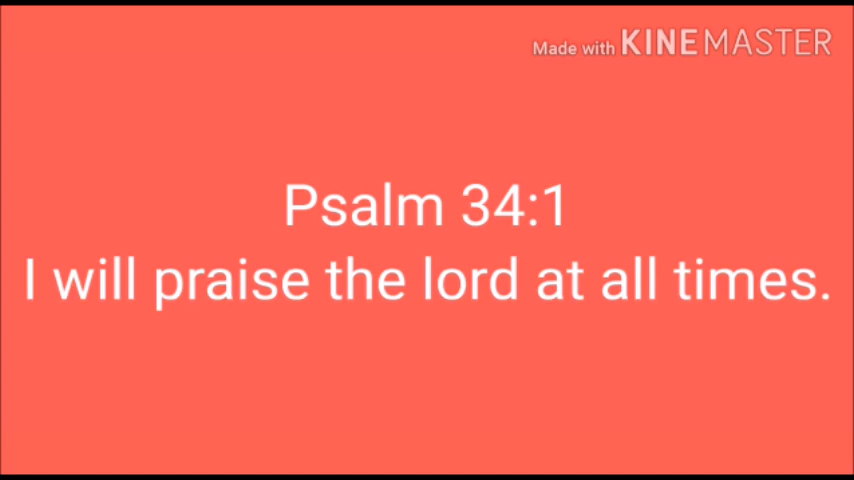 Made with KINEMASTER
Psalm 34:1
I will praise the lord at all times.